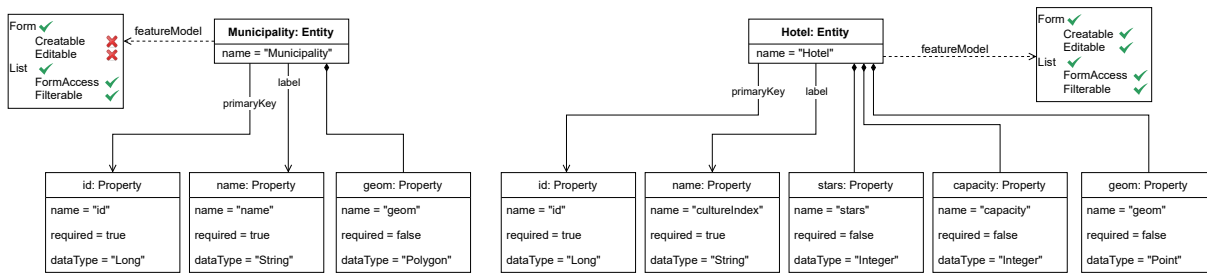 Form
Creatable
Editable
List
FormAccess
Filterable
featureModel
Municipality: Entity
name = "Municipality"
primaryKey
label
id: Property
name = "id"
required = true
dataType = "Long"
name: Property
name = "name"
required = true
dataType = "String"
geom: Property
name = "geom"
required = false
dataType = "Polygon"
Hotel: Entity
name = "Hotel"
featureModel
Form
Creatable
Editable
List
FormAccess
Filterable
primaryKey
label
id: Property
name = "id"
required = true
dataType = "Long"
name: Property
name = "cultureIndex"
required = true
dataType = "String"
stars: Property
name = "stars"
required = false
dataType = "Integer"
capacity: Property
name = "capacity"
required = false
dataType = "Integer"
geom: Property
name = "geom"
required = false
dataType = "Point"